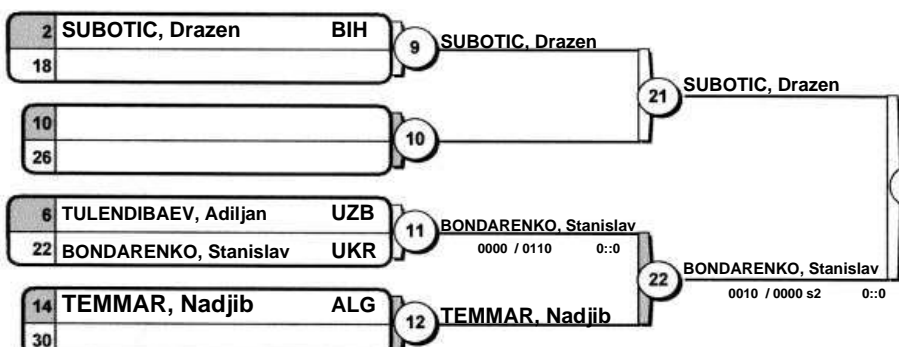 2 SUBOTIC, Drazen BIH
18
9 SUBOTIC, Drazen
21 SUBOTIC, Drazen
10
26
10
6 TULENDIBAEV, Adiljan UZB
22 BONDARENKO, Stanislav UKR
11 BONDARENKO, Stanislav
0000 / 0110 0::0
22 BONDARENKO, Stanislav
0010 / 0000 s2 0::0
14 TEMMAR, Nadjib ALG
30
12 TEMMAR, Nadjib